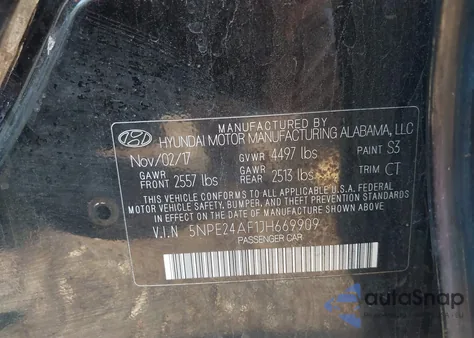 MANUFACTURED BY
HYUNDAI MOTOR MANUFACTURING ALABAMA, LLC
Nov/02/17 GVWR 4497 lbs PAINT S3
GAWR FRONT 2557 lbs GAWR REAR 2513 lbs TRIM CT
THIS VEHICLE CONFORMS TO ALL APPLICABLE U.S.A FEDERAL
MOTOR VEHICLE SAFETY, BUMPER, AND THEFT PREVENTION
STANDARDS IN EFFECT ON THE DATE OF MANUFACTURE SHOWN ABOVE.
V.I.N 5NPE24AF1JH669909
PASSENGER CAR
autoSnap